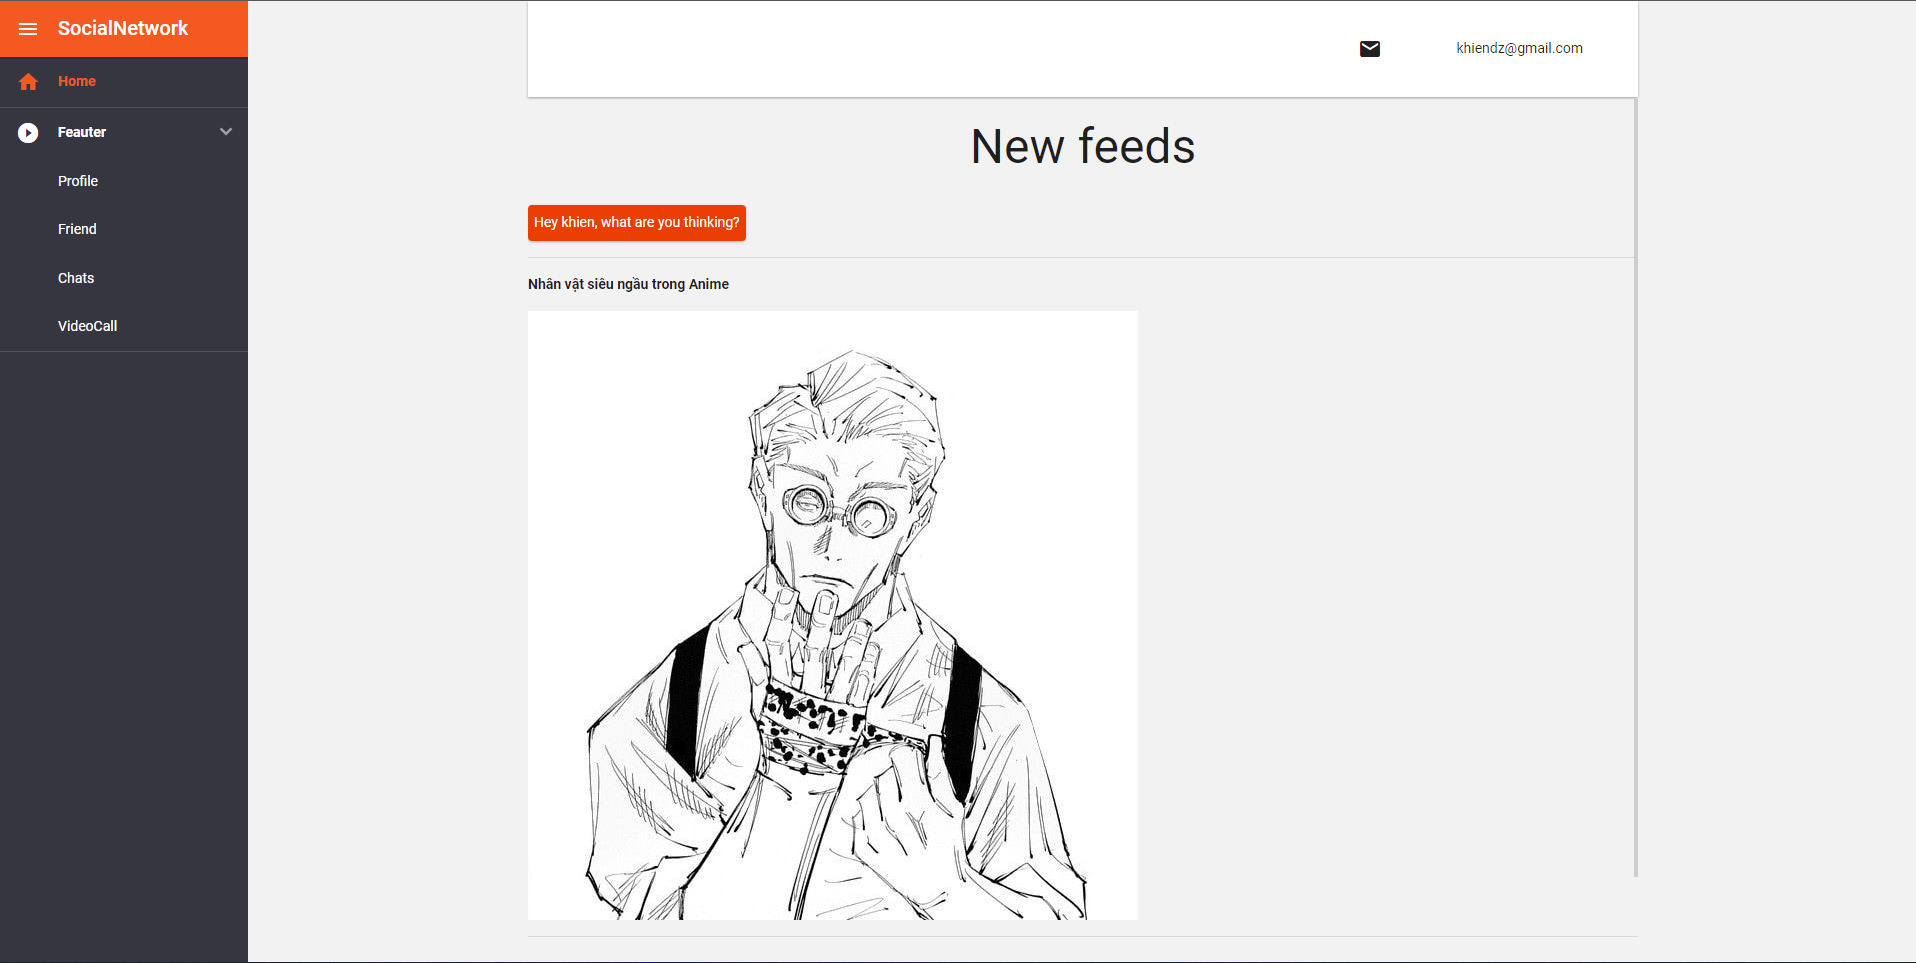 SocialNetwork
Home
Feauter
Profile
Friend
Chats
VideoCall
khiendz@gmail.com
New feeds
Hey khien, what are you thinking?
Nhân vật siêu ngầu trong Anime